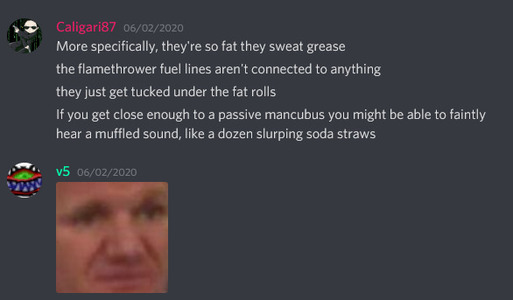 Caligari87 06/02/2020
More specifically, they're so fat they sweat grease
the flamethrower fuel lines aren't connected to anything
they just get tucked under the fat rolls
If you get close enough to a passive mancubus you might be able to faintly
hear a muffled sound, like a dozen slurping soda straws
v5 06/02/2020